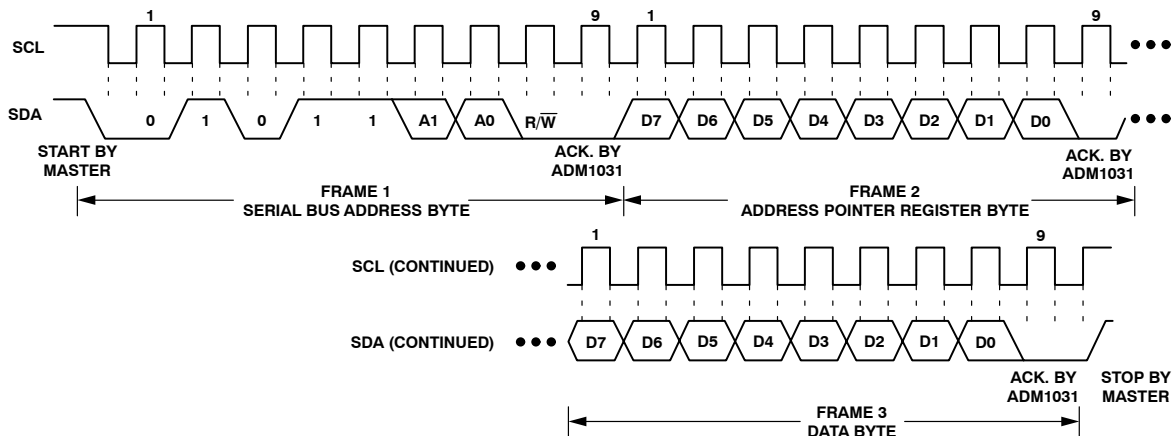 1 9 1 9
SCL
SDA 0 1 0 1 1 A1 A0 R/W̅ D7 D6 D5 D4 D3 D2 D1 D0
START BY MASTER
ACK. BY ADM1031
ACK. BY ADM1031
FRAME 1
SERIAL BUS ADDRESS BYTE
FRAME 2
ADDRESS POINTER REGISTER BYTE
1 9
SCL (CONTINUED)
SDA (CONTINUED) D7 D6 D5 D4 D3 D2 D1 D0
ACK. BY ADM1031
STOP BY MASTER
FRAME 3
DATA BYTE